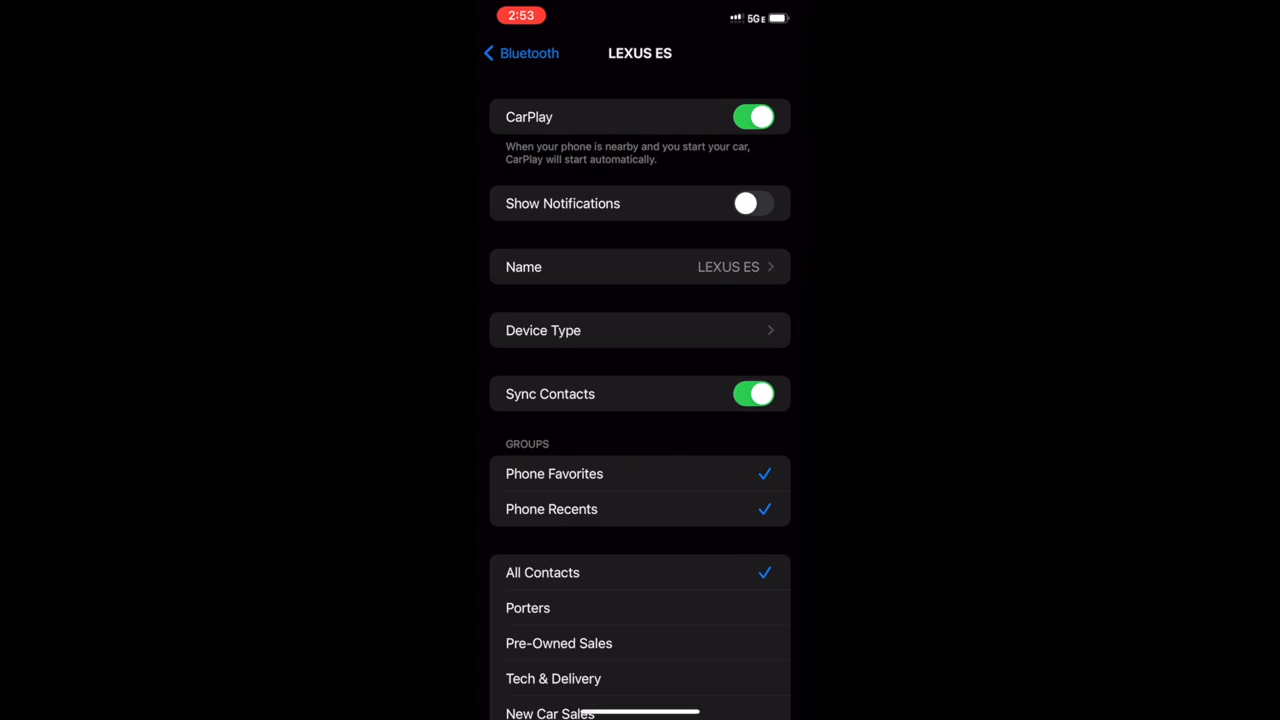 2:53
5GE
Bluetooth
LEXUS ES
CarPlay
When your phone is nearby and you start your car,
CarPlay will start automatically.
Show Notifications
Name
LEXUS ES
Device Type
Sync Contacts
GROUPS
Phone Favorites
Phone Recents
All Contacts
Porters
Pre-Owned Sales
Tech & Delivery
New Car Sales